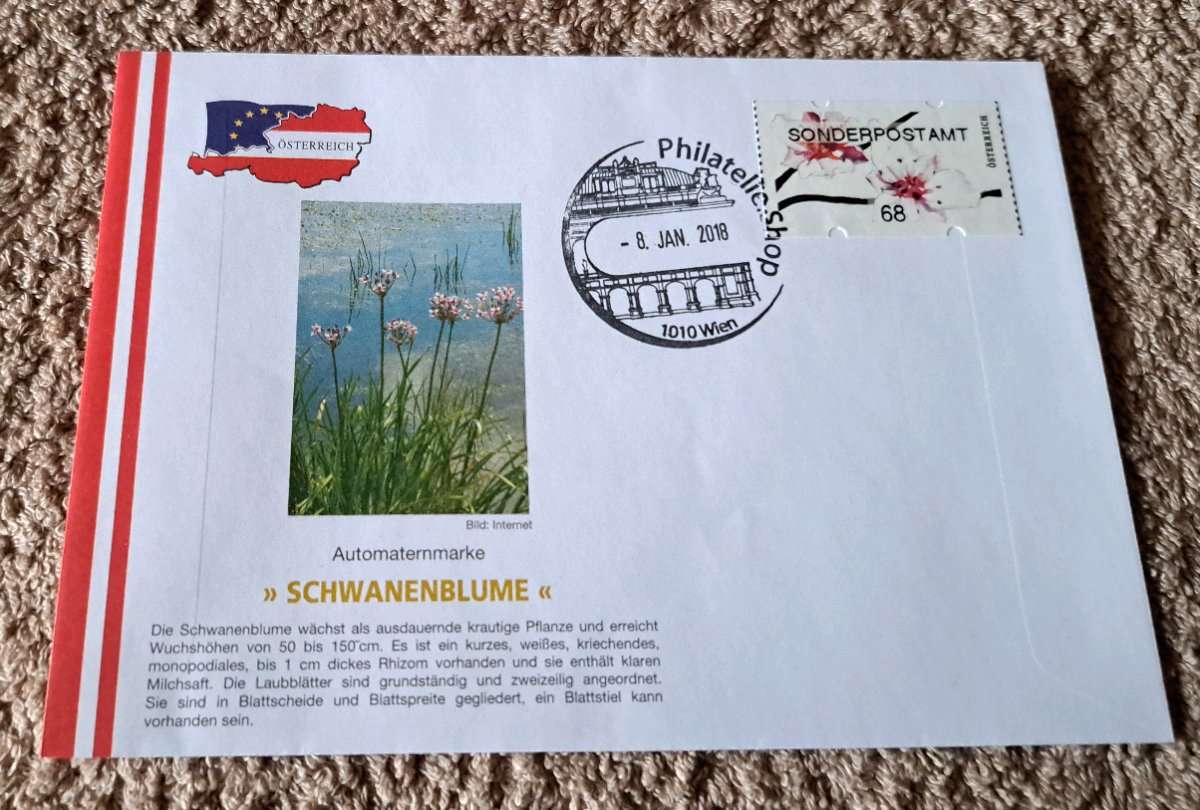 ÖSTERREICH
SONDERPOSTAMT
68
ÖSTERREICH
Philatelie.shop
- 8. JAN. 2018
1010 Wien
Bild: Internet
Automaternmarke
» SCHWANENBLUME «
Die Schwanenblume wächst als ausdauernde krautige Pflanze und erreicht
Wuchshöhen von 50 bis 150 cm. Es ist ein kurzes, weißes, kriechendes,
monopodiales, bis 1 cm dickes Rhizom vorhanden und sie enthält klaren
Milchsaft. Die Laubblätter sind grundständig und zweizeilig angeordnet.
Sie sind in Blattscheide und Blattspreite gegliedert, ein Blattstiel kann
vorhanden sein.